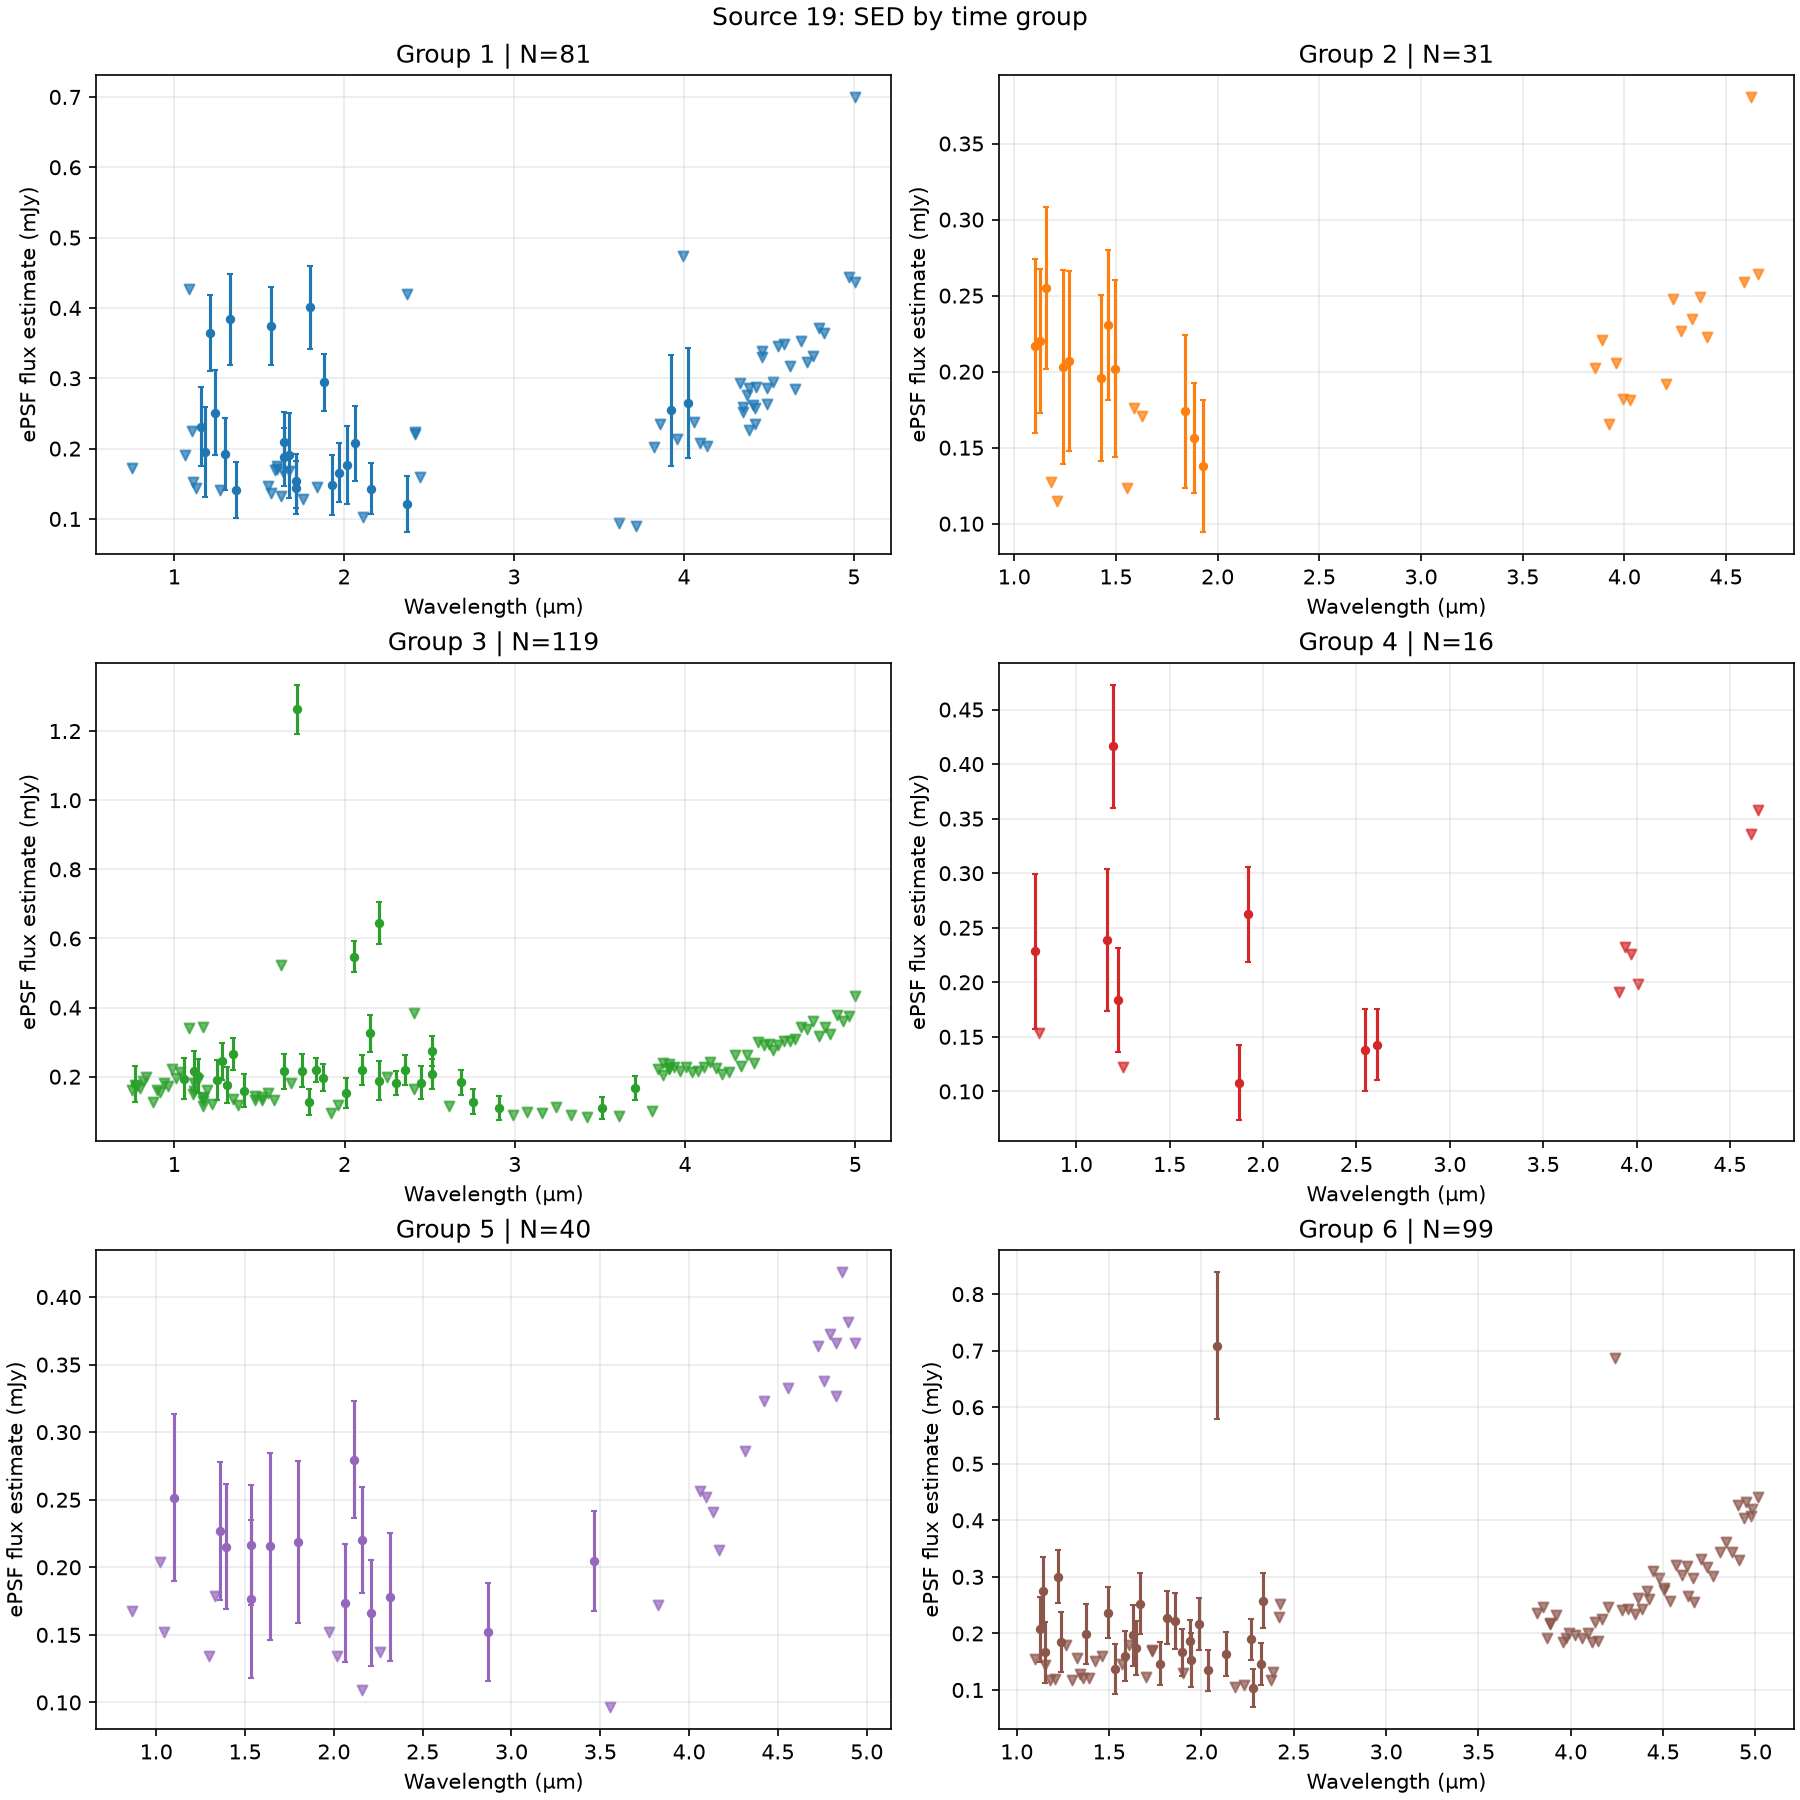 Source 19: SED by time group
Group 1 | N=81
ePSF flux estimate (mJy)
0.7
0.6
0.5
0.4
0.3
0.2
0.1
1 2 3 4 5
Wavelength (µm)
Group 2 | N=31
ePSF flux estimate (mJy)
0.35
0.30
0.25
0.20
0.15
0.10
1.0 1.5 2.0 2.5 3.0 3.5 4.0 4.5
Wavelength (µm)
Group 3 | N=119
ePSF flux estimate (mJy)
1.2
1.0
0.8
0.6
0.4
0.2
1 2 3 4 5
Wavelength (µm)
Group 4 | N=16
ePSF flux estimate (mJy)
0.45
0.40
0.35
0.30
0.25
0.20
0.15
0.10
1.0 1.5 2.0 2.5 3.0 3.5 4.0 4.5
Wavelength (µm)
Group 5 | N=40
ePSF flux estimate (mJy)
0.40
0.35
0.30
0.25
0.20
0.15
0.10
1.0 1.5 2.0 2.5 3.0 3.5 4.0 4.5 5.0
Wavelength (µm)
Group 6 | N=99
ePSF flux estimate (mJy)
0.8
0.7
0.6
0.5
0.4
0.3
0.2
0.1
1.0 1.5 2.0 2.5 3.0 3.5 4.0 4.5 5.0
Wavelength (µm)